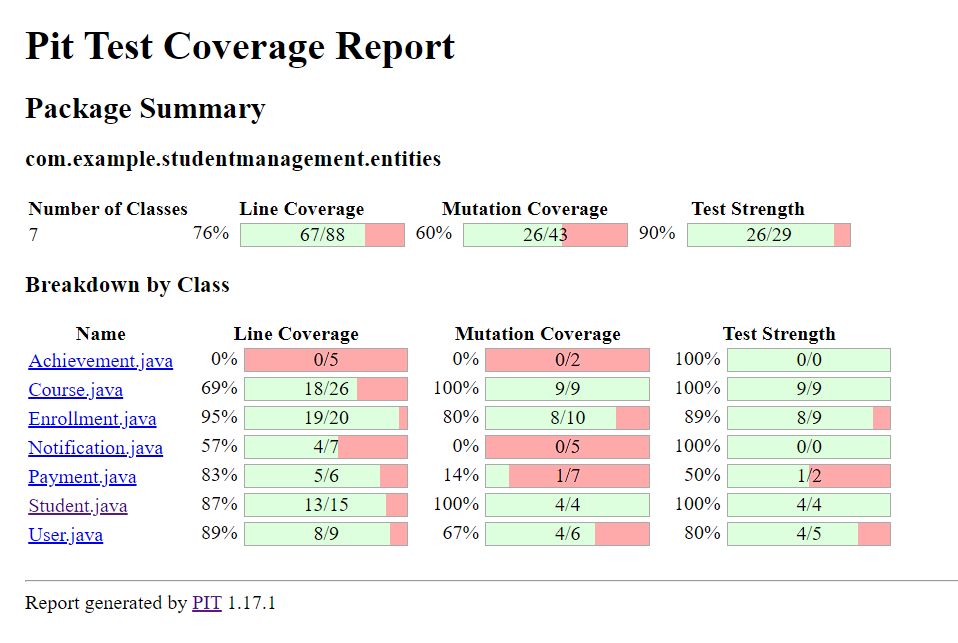 Pit Test Coverage Report
Package Summary
com.example.studentmanagement.entities
Number of Classes Line Coverage Mutation Coverage Test Strength
7 76% 67/88 60% 26/43 90% 26/29
Breakdown by Class
Name Line Coverage Mutation Coverage Test Strength
Achievement.java 0% 0/5 0% 0/2 100% 0/0
Course.java 69% 18/26 100% 9/9 100% 9/9
Enrollment.java 95% 19/20 80% 8/10 89% 8/9
Notification.java 57% 4/7 0% 0/5 100% 0/0
Payment.java 83% 5/6 14% 1/7 50% 1/2
Student.java 87% 13/15 100% 4/4 100% 4/4
User.java 89% 8/9 67% 4/6 80% 4/5
Report generated by PIT 1.17.1